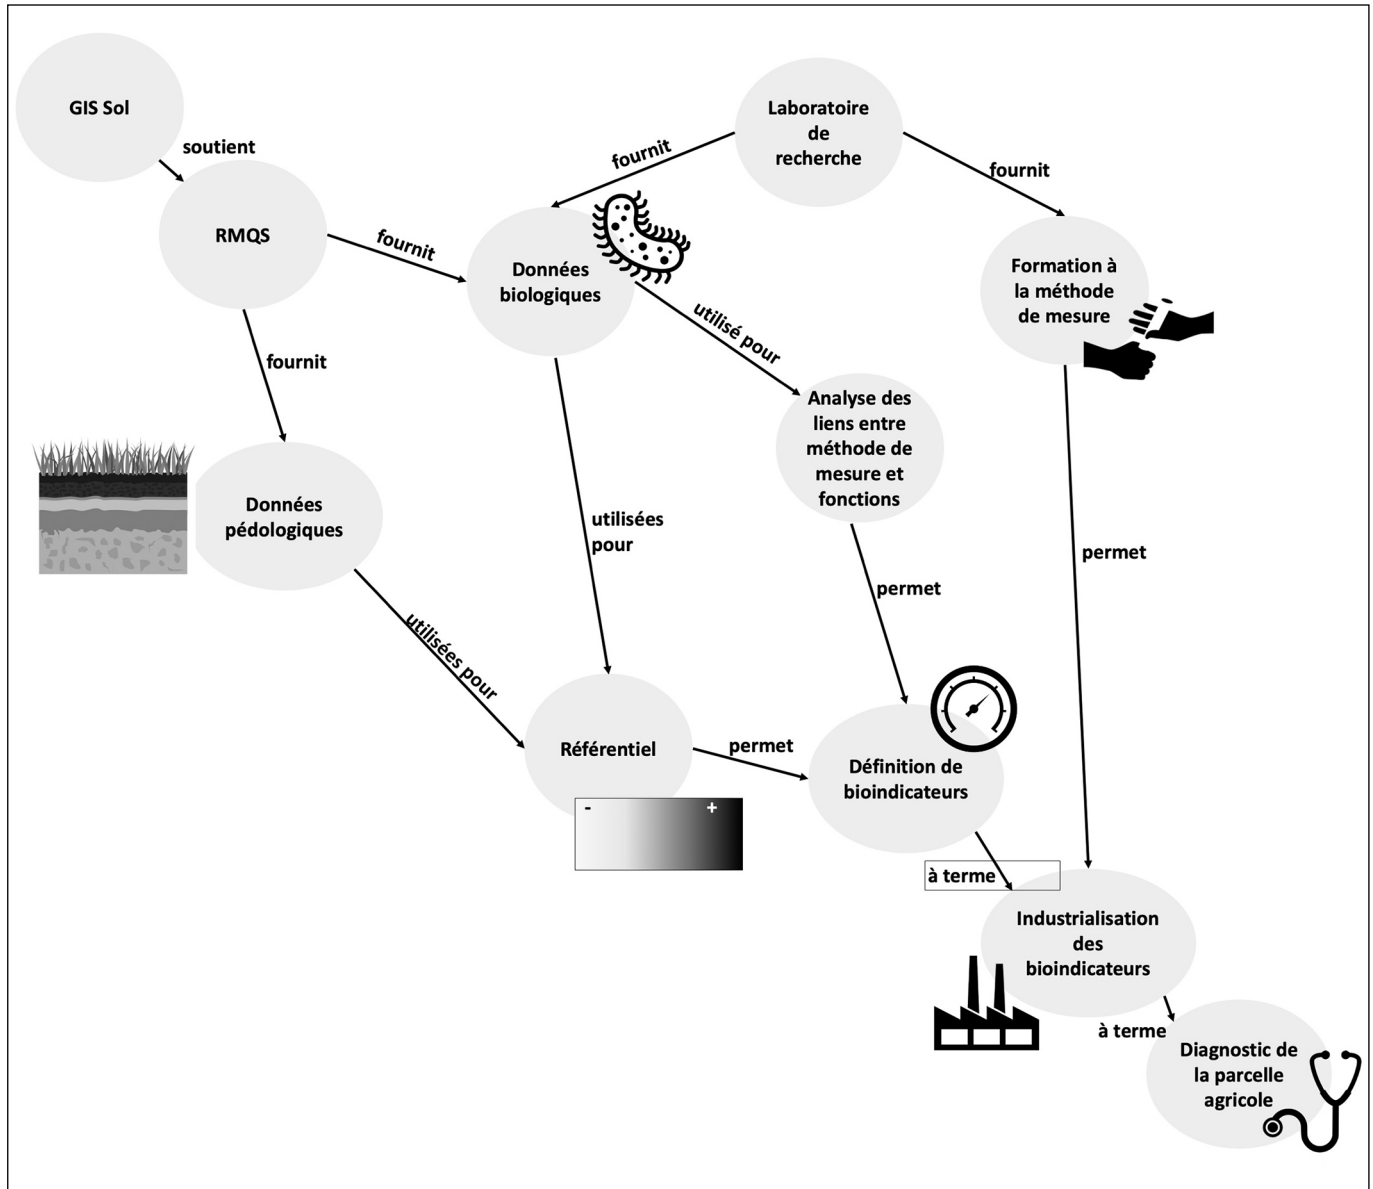 GIS Sol
soutient
RMQS
fournit
fournit
Laboratoire
de
recherche
fournit
fournit
Données
biologiques
Formation à
la méthode
de mesure
utilisé pour
Analyse des
liens entre
méthode de
mesure et
fonctions
Données
pédologiques
utilisées
pour
permet
permet
utilisées pour
Référentiel
- +
permet
Définition de
bioindicateurs
à terme
Industrialisation
des
bioindicateurs
à terme
Diagnostic de
la parcelle
agricole